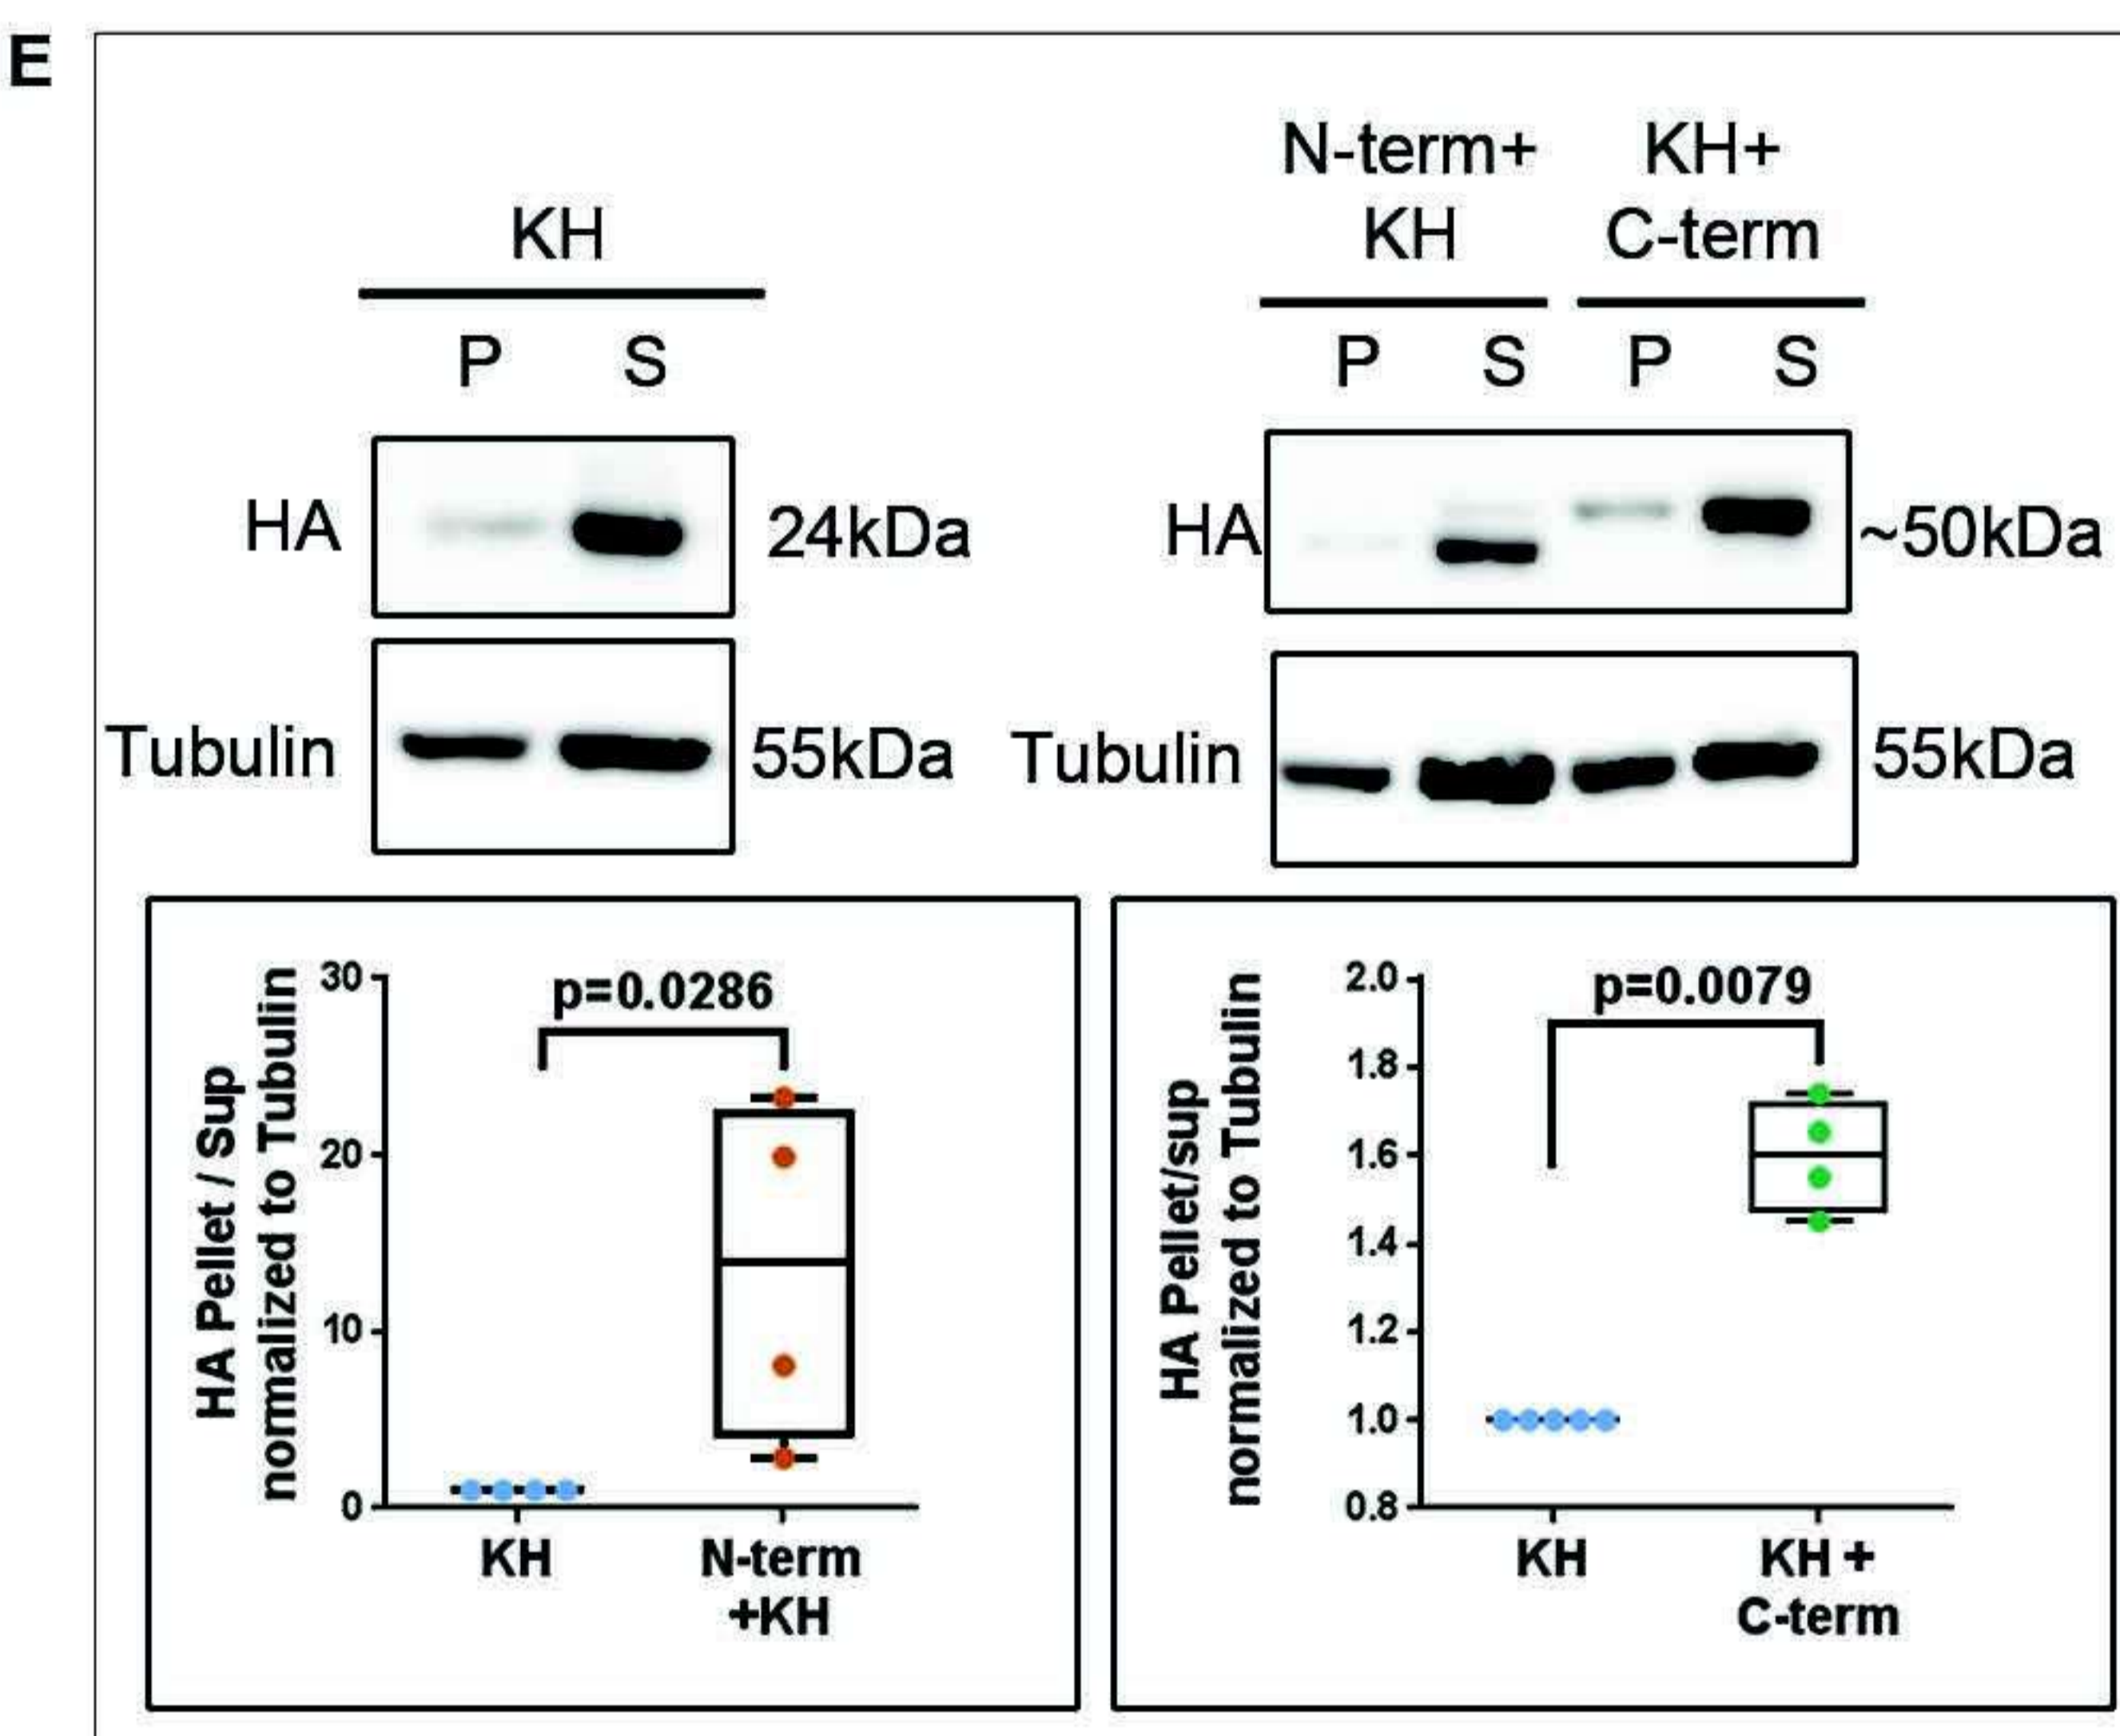 E
KH
P S
HA 24kDa
Tubulin 55kDa
N-term+ KH+
KH C-term
P S P S
HA ~50kDa
Tubulin 55kDa
HA Pellet / Sup
normalized to Tubulin
30
20
10
0
p=0.0286
KH N-term
+KH
HA Pellet/sup
normalized to Tubulin
2.0
1.8
1.6
1.4
1.2
1.0
0.8
p=0.0079
KH KH +
C-term